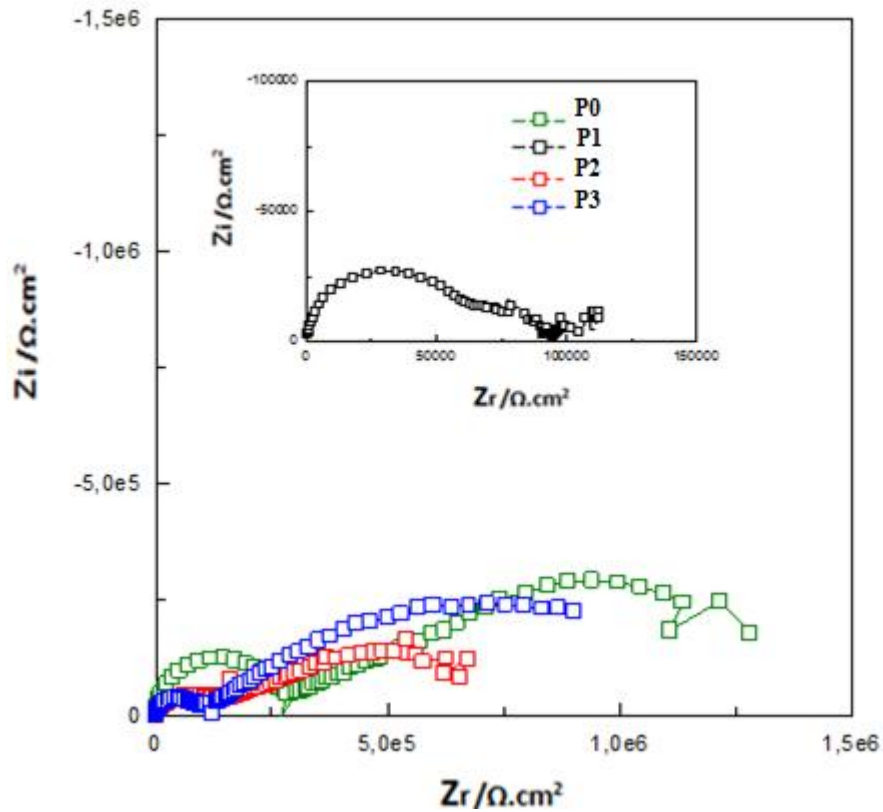 -1,5e6
-100000
P0
P1
P2
P3
Zi/Ω.cm²
-50000
0
0
50000
100000
150000
Zr/Ω.cm²
-1,0e6
Zi/Ω.cm²
-5,0e5
0
0
5,0e5
1,0e6
1,5e6
Zr/Ω.cm²